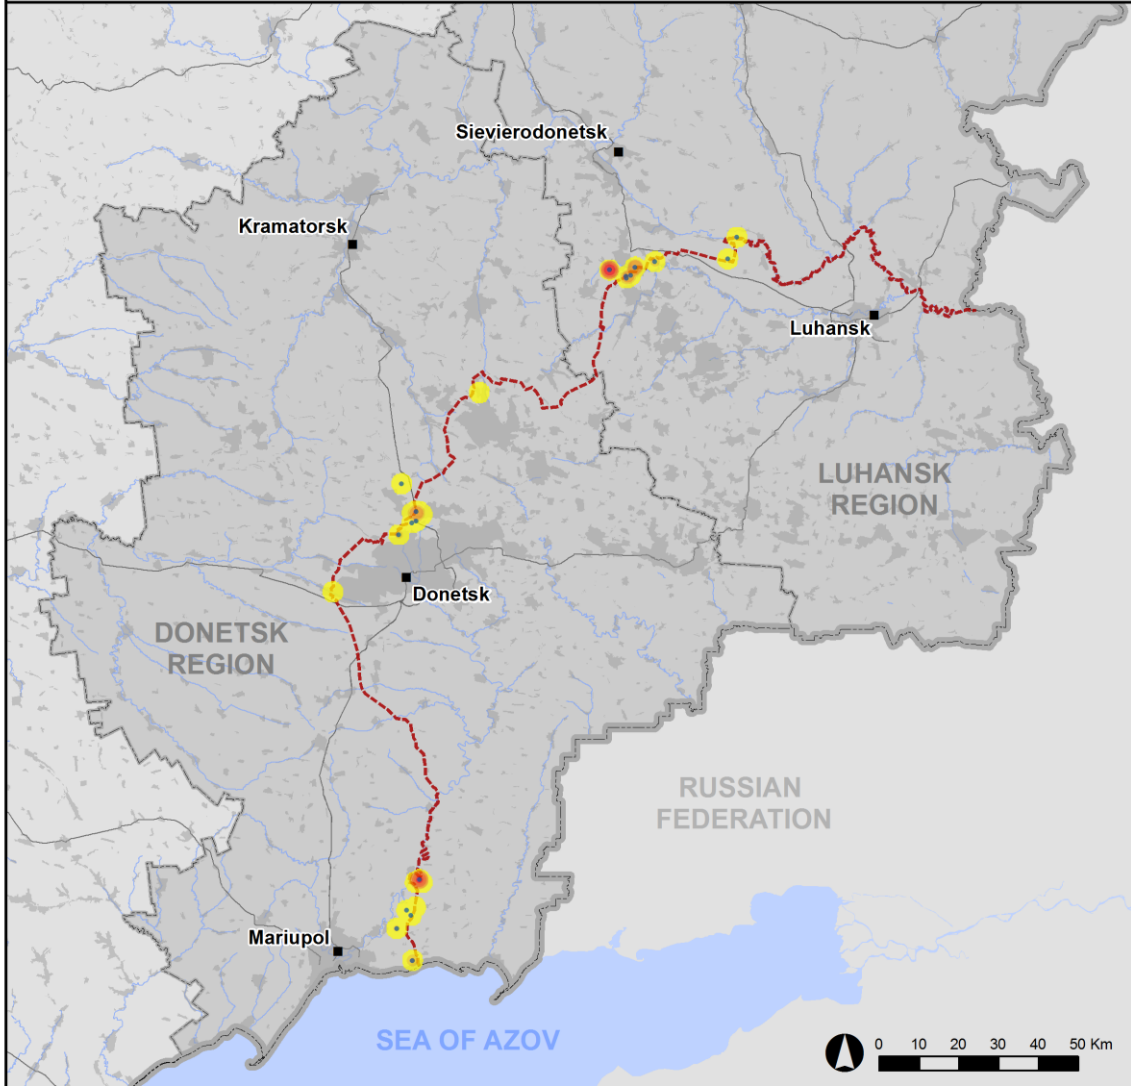 Sievierodonetsk
Kramatorsk
Luhansk
LUHANSK
REGION
Donetsk
DONETSK
REGION
RUSSIAN
FEDERATION
Mariupol
SEA OF AZOV
0 10 20 30 40 50 Km